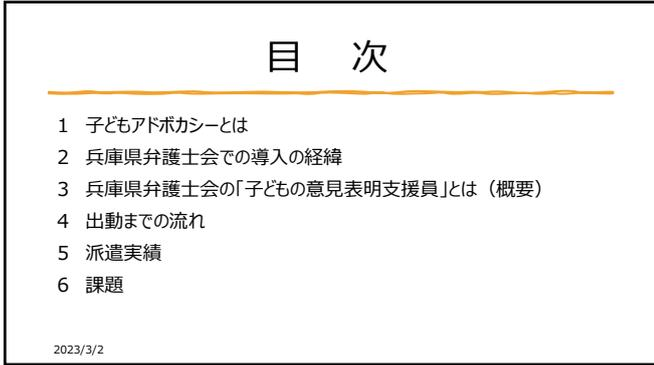 目　次
1　子どもアドボカシーとは
2　兵庫県弁護士会での導入の経緯
3　兵庫県弁護士会の「子どもの意見表明支援員」とは（概要）
4　出動までの流れ
5　派遣実績
6　課題
2023/3/2